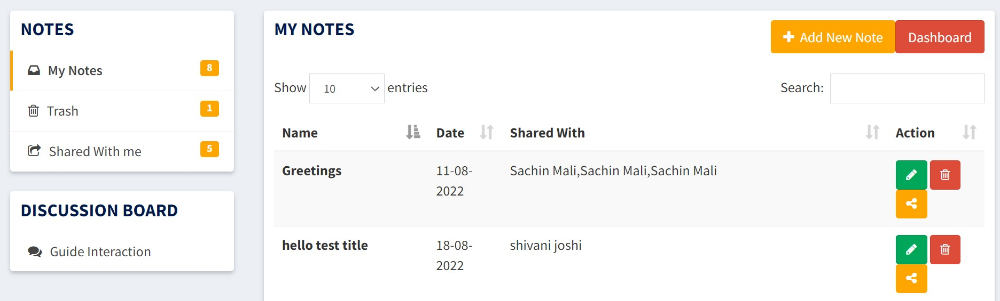 NOTES
My Notes 8
Trash 1
Shared With me 5
DISCUSSION BOARD
Guide Interaction
MY NOTES
Add New Note Dashboard
Show 10 entries Search:
Name Date Shared With Action
Greetings 11-08- Sachin Mali,Sachin Mali,Sachin Mali
2022
hello test title 18-08- shivani joshi
2022